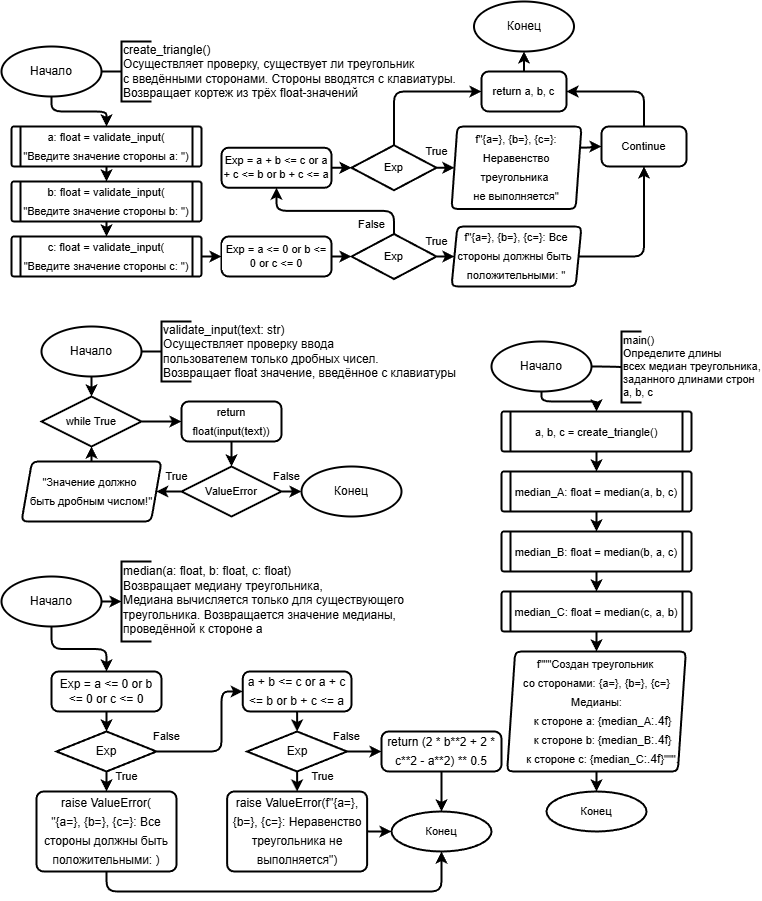 Конец
Начало
create_triangle()
Осуществляет проверку, существует ли треугольник
с введёнными сторонами. Стороны вводятся с клавиатуры.
Возвращает кортеж из трёх float-значений
return a, b, c
a: float = validate_input(
"Введите значение стороны a: ")
b: float = validate_input(
"Введите значение стороны b: ")
c: float = validate_input(
"Введите значение стороны c: ")
Exp = a + b <= c or a
+ c <= b or b + c <= a
Exp
True
f"{a=}, {b=}, {c=}:
Неравенство
треугольника
не выполняется"
Continue
False
Exp = a <= 0 or b <=
0 or c <= 0
Exp
True
f"{a=}, {b=}, {c=}: Все
стороны должны быть
положительными: "
Начало
validate_input(text: str)
Осуществляет проверку ввода
пользователем только дробных чисел.
Возвращает float значение, введённое с клавиатуры
while True
return
float(input(text))
"Значение должно
быть дробным числом!"
True
ValueError
False
Конец
Начало
main()
Определите длины
всех медиан треугольника,
заданного длинами строн
a, b, c
a, b, c = create_triangle()
median_A: float = median(a, b, c)
median_B: float = median(b, a, c)
median_C: float = median(c, a, b)
f"""Создан треугольник
со сторонами: {a=}, {b=}, {c=}
Медианы:
к стороне a: {median_A:.4f}
к стороне b: {median_B:.4f}
к стороне c: {median_C:.4f}""",
Конец
Начало
median(a: float, b: float, c: float)
Возвращает медиану треугольника,
Медиана вычисляется только для существующего
треугольника. Возвращается значение медианы,
проведённой к стороне a
Exp = a <= 0 or b
<= 0 or c <= 0
Exp
False
True
raise ValueError(
"{a=}, {b=}, {c=}: Все
стороны должны быть
положительными: )
a + b <= c or a + c
<= b or b + c <= a
Exp
False
True
raise ValueError(f"{a=},
{b=}, {c=}: Неравенство
треугольника не
выполняется")
return (2 * b**2 + 2 *
c**2 - a**2) ** 0.5
Конец